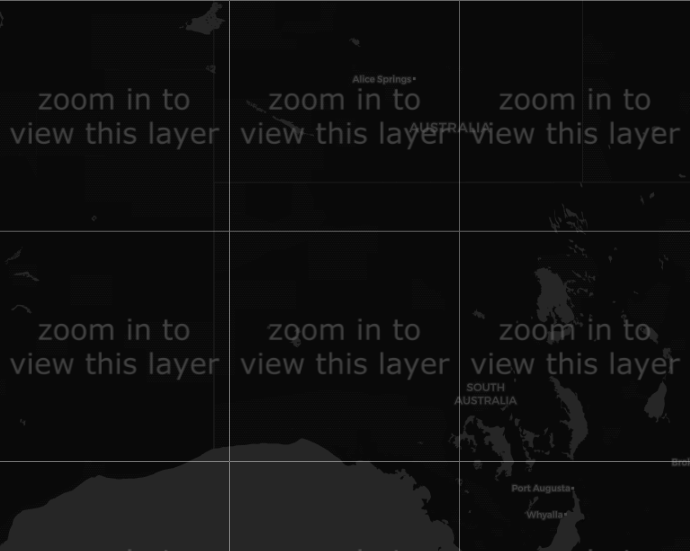 Alice Springs
zoom in to
view this layer
zoom in to
view this layer
AUSTRALIA
zoom in to
view this layer
zoom in to
view this layer
zoom in to
view this layer
zoom in to
view this layer
SOUTH
AUSTRALIA
Port Augusta
Whyalla